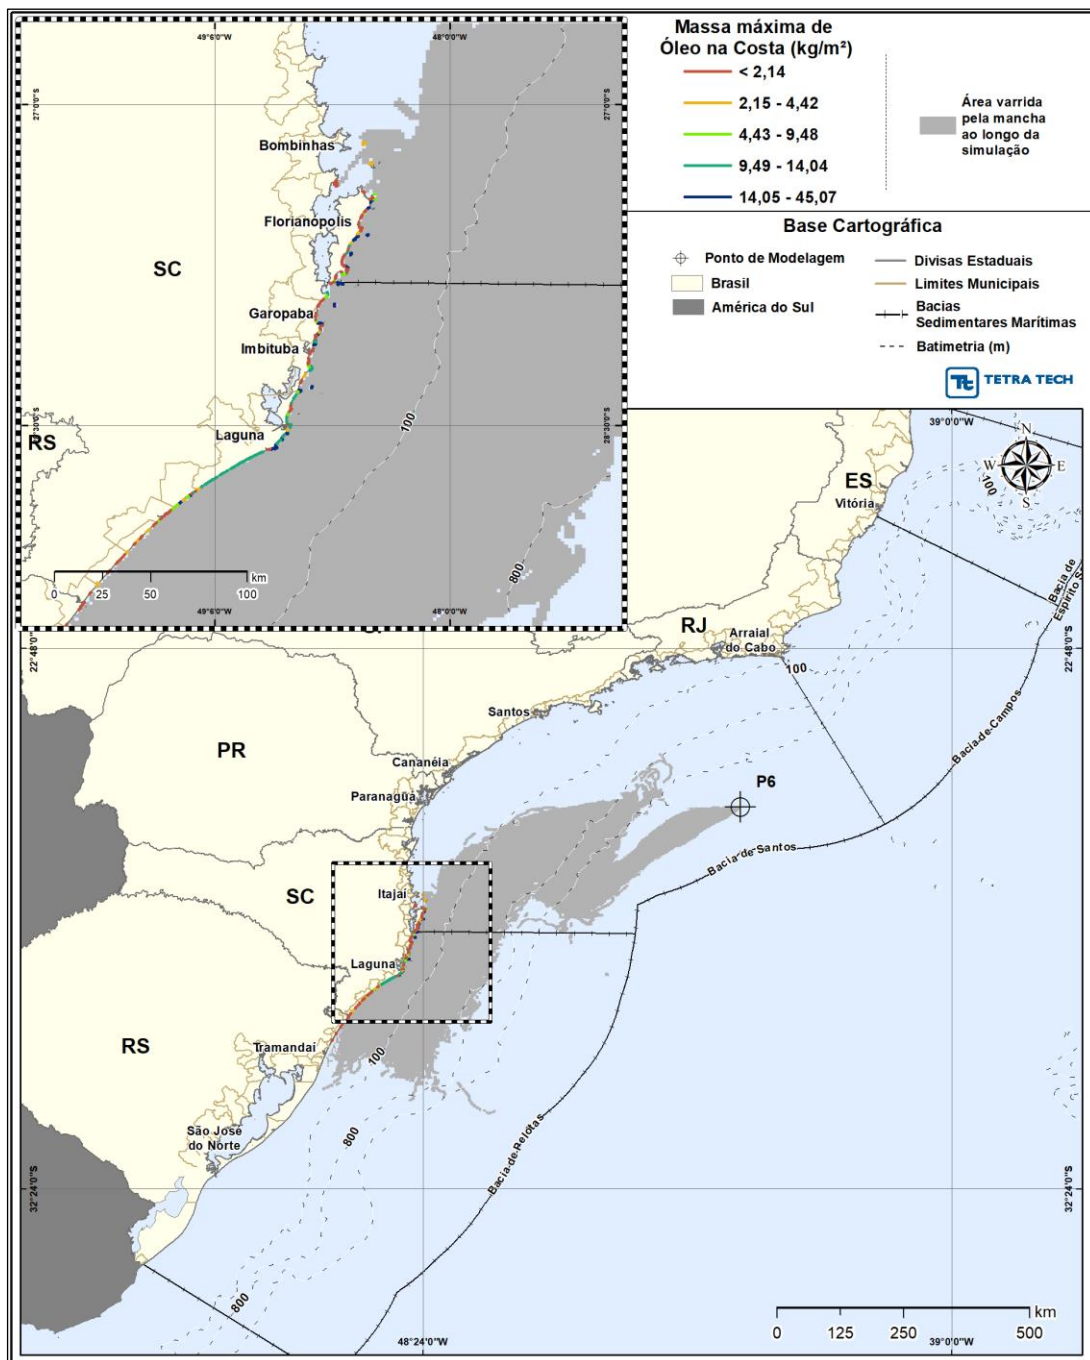 49°6'0"W
48°0'0"W
27°0'0"S
27°0'0"S
Bombinhas
Florianópolis
SC
Garopaba
Imbituba
100
28°30'0"S
Laguna
RS
800
0 25 50 100
km
49°6'0"W
48°0'0"W
Massa máxima de
Óleo na Costa (kg/m²)
< 2,14
2,15 - 4,42
4,43 - 9,48
9,49 - 14,04
14,05 - 45,07
Área varrida
pela mancha
ao longo da
simulação
Base Cartográfica
Ponto de Modelagem
Brasil
América do Sul
Divisas Estaduais
Limites Municipais
Bacias
Sedimentares Marítimas
Batimetria (m)
Tt TETRA TECH
39°0'0"W
N
W E
S
100
ES
Vitória
Bacia de
Espírito S
RJ
Arraial
do Cabo
22°48'0"S
22°48'0"S
100
Santos
Bacia-de-Campos
PR
Cananéia
Paranaguá
P6
Bacia de Santos
SC
Itajaí
Laguna
RS
Tramandaí
100
São José
do Norte
800
Bacia-de-Pelotas
32°24'0"S
32°24'0"S
800
48°24'0"W
39°0'0"W
km
0 125 250 500